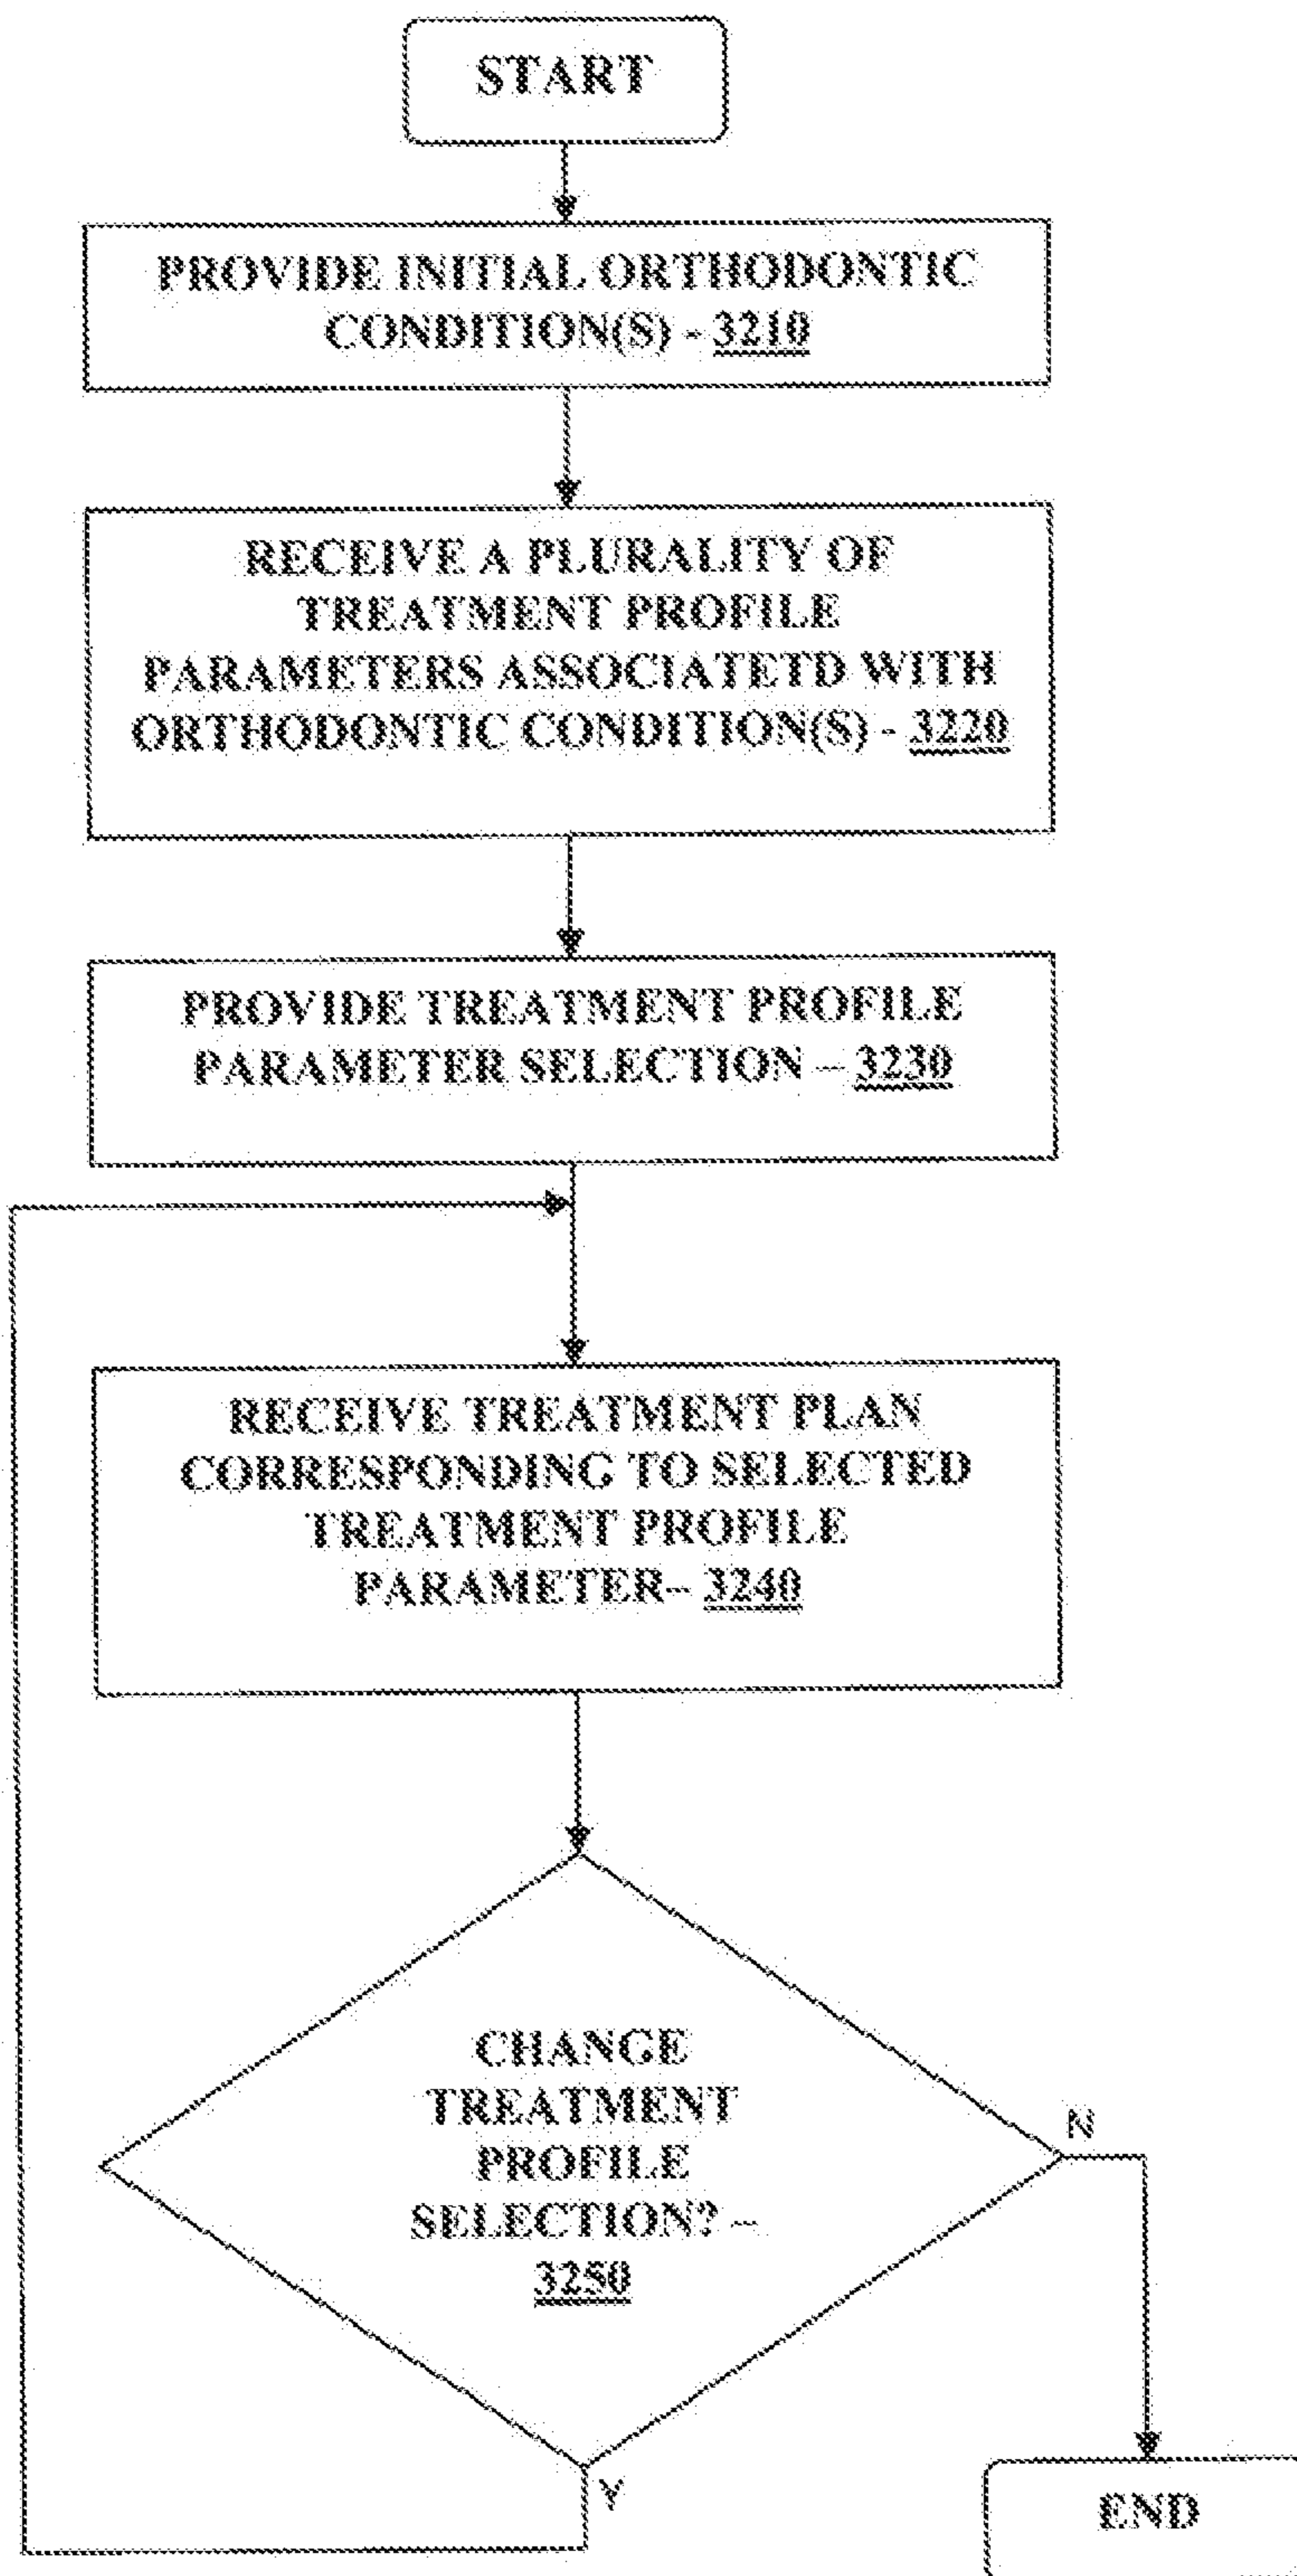 START
PROVIDE INITIAL ORTHODONTIC
CONDITION(S) - 3210
RECEIVE A PLURALITY OF
TREATMENT PROFILE
PARAMETERS ASSOCIATETD WITH
ORTHODONTIC CONDITION(S) - 3220
PROVIDE TREATMENT PROFILE
PARAMETER SELECTION – 3230
RECEIVE TREATMENT PLAN
CORRESPONDING TO SELECTED
TREATMENT PROFILE
PARAMETER– 3240
CHANGE
TREATMENT
PROFILE
SELECTION? –
3250
N
Y
END